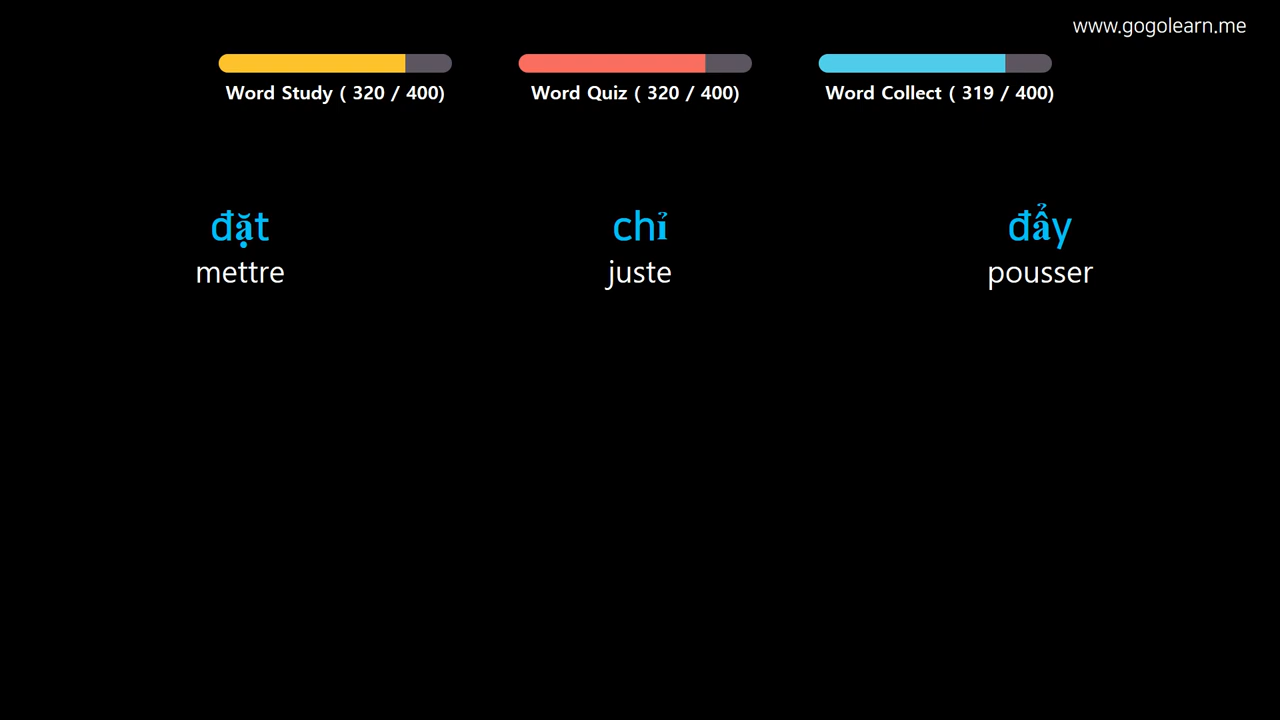 www.gogolearn.me
Word Study ( 320 / 400)
Word Quiz ( 320 / 400)
Word Collect ( 319 / 400)
đặt
mettre
chỉ
juste
đẩy
pousser